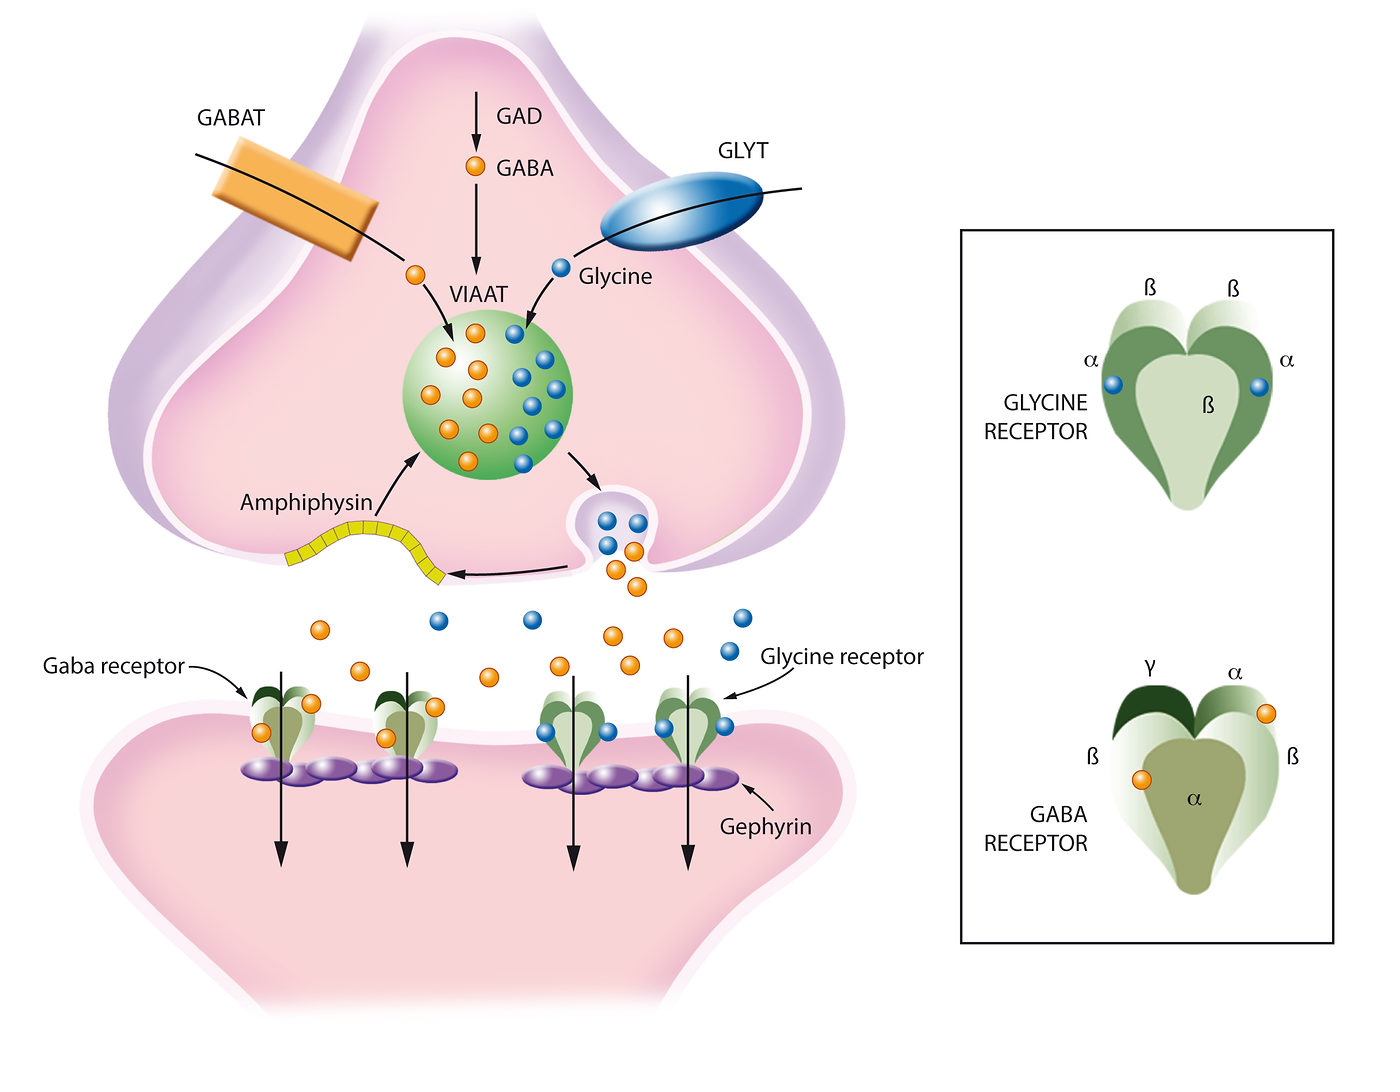 GABAT
GAD
GABA
GLYT
Glycine
VIAAT
Amphiphysin
Gaba receptor
Glycine receptor
Gephyrin
ß ß
α α
ß
GLYCINE
RECEPTOR
γ α
ß ß
α
GABA
RECEPTOR